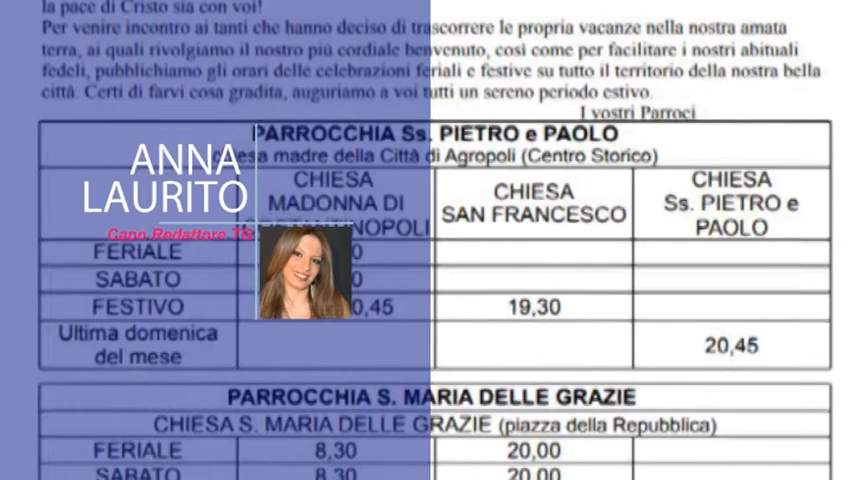 la pace di Cristo sia con voi!
Per venire incontro ai tanti che hanno deciso di trascorrere le propria vacanze nella nostra amata
terra, ai quali rivolgiamo il nostro più cordiale benvenuto, così come per facilitare i nostri abituali
fedeli, pubblichiamo gli orari delle celebrazioni feriali e festive su tutto il territorio della nostra bella
città. Certi di farvi cosa gradita, auguriamo a voi tutti un sereno periodo estivo.
I vostri Parroci
PARROCCHIA Ss. PIETRO e PAOLO
madre della Città di Agropoli (Centro Storico)
ANNA
LAURITO
Capo Redattore TG
CHIESA
MADONNA DI
CHIESA
SAN FRANCESCO
CHIESA
Ss. PIETRO e
PAOLO
FERIALE
SABATO
FESTIVO 19,30
Ultima domenica
del mese 20,45
PARROCCHIA S. MARIA DELLE GRAZIE
CHIESA S. MARIA DELLE GRAZIE (piazza della Repubblica)
FERIALE 8,30 20,00
SABATO 8,30 20,00